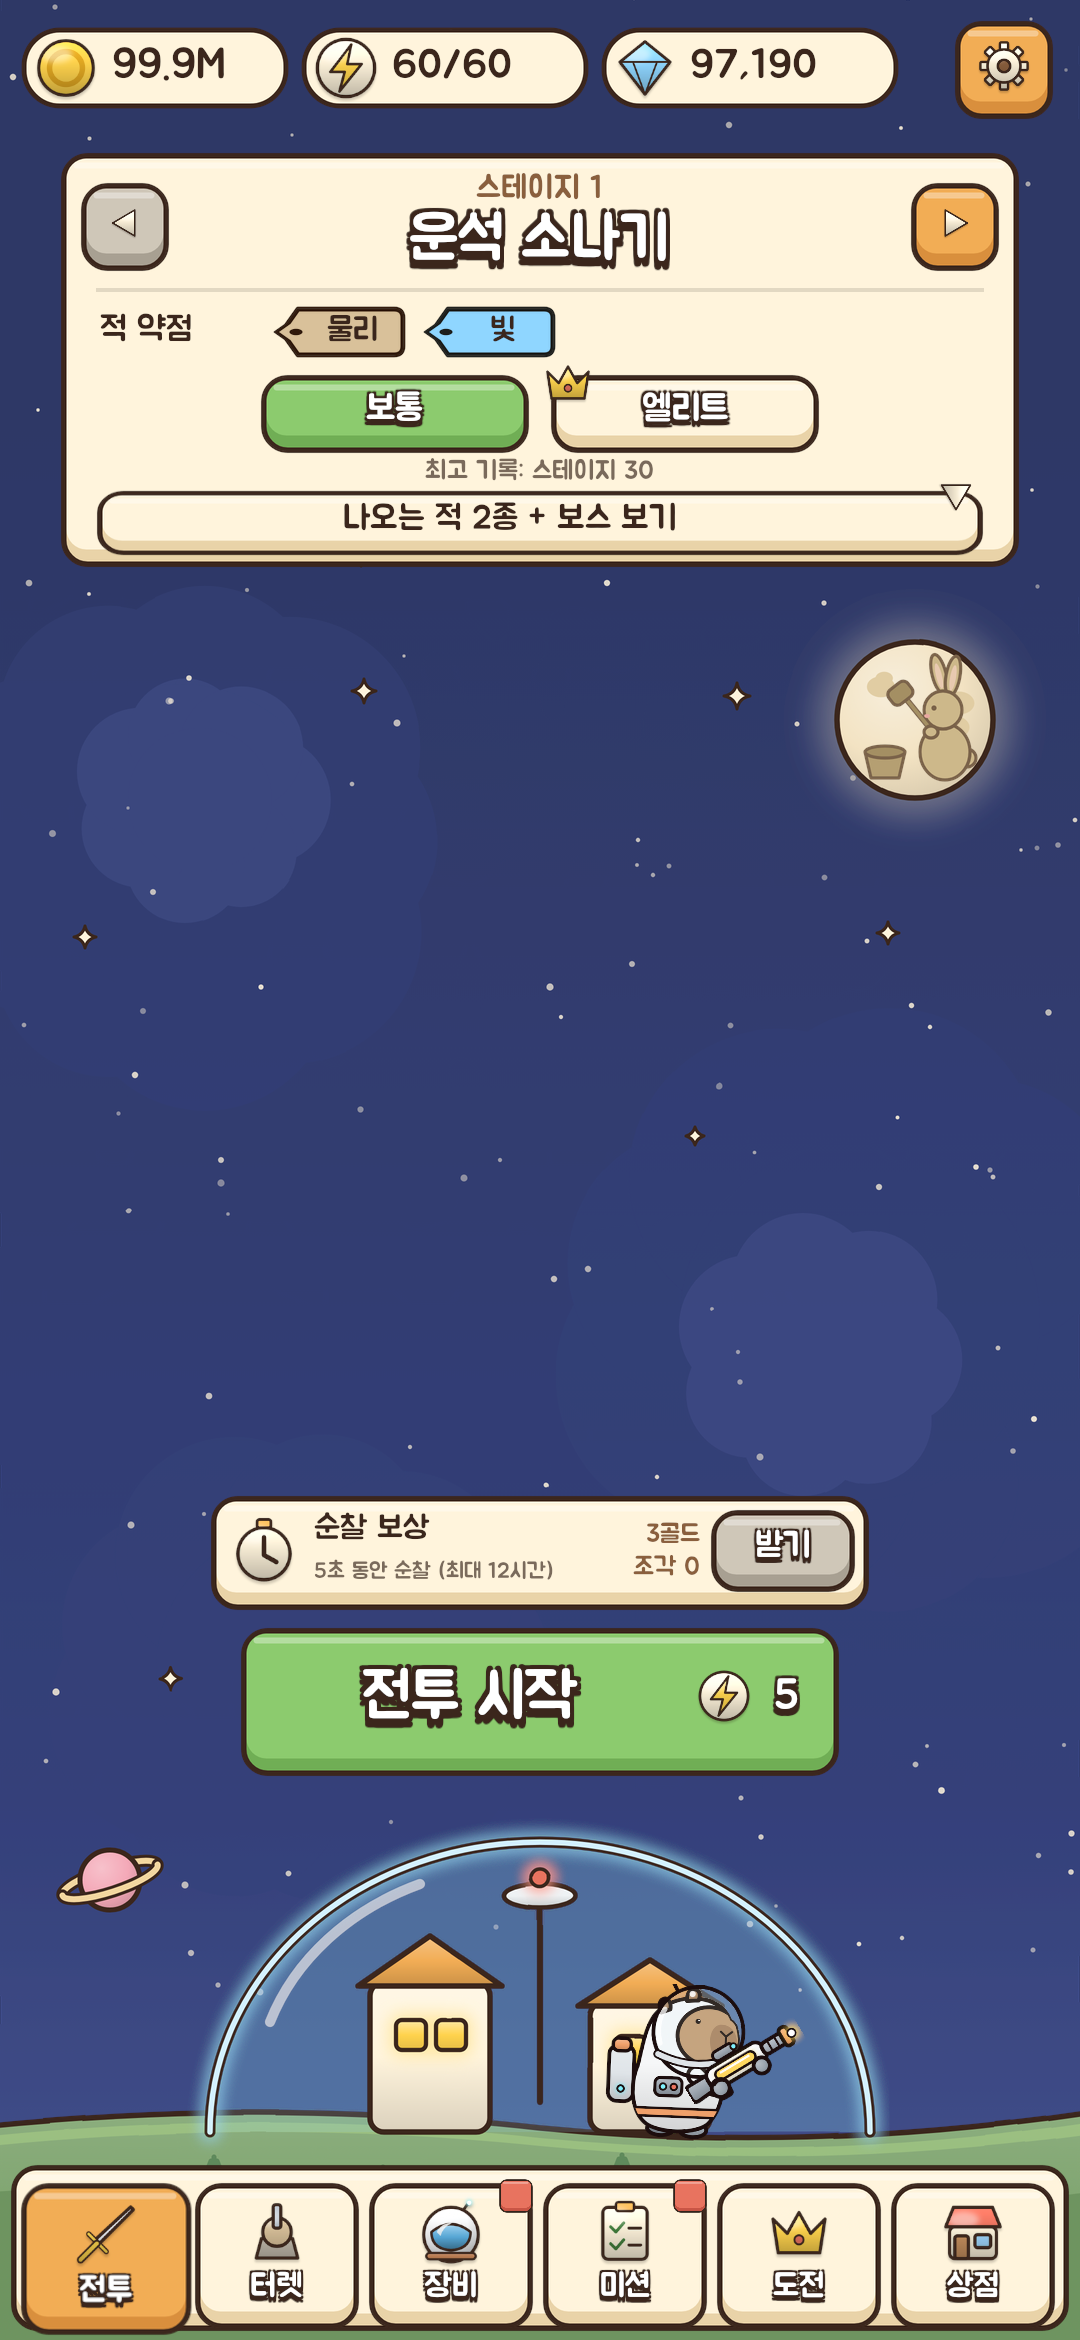 99.9M
60/60
97,190
스테이지 1
운석 소나기
적 약점
물리
빛
보통
엘리트
최고 기록: 스테이지 30
나오는 적 2종 + 보스 보기
순찰 보상
5초 동안 순찰 (최대 12시간)
3골드
조각 0
받기
전투 시작
5
전투
터렛
장비
미션
도전
상점